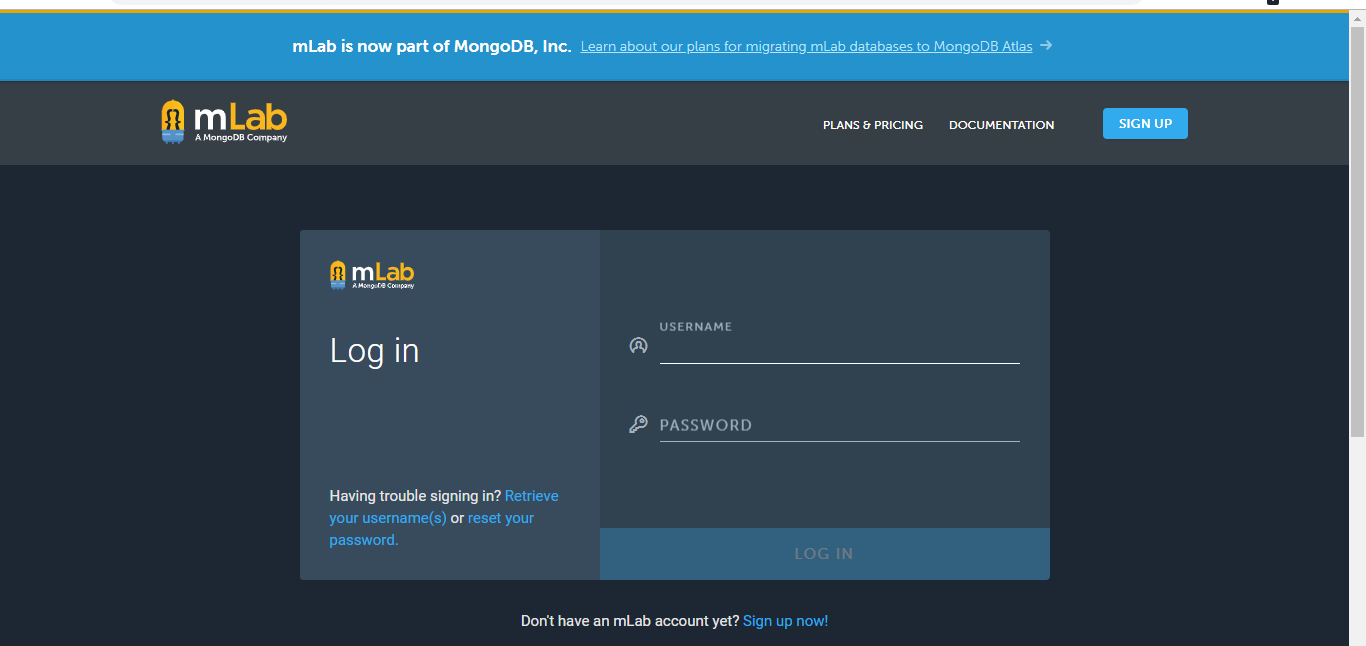 mLab is now part of MongoDB, Inc. Learn about our plans for migrating mLab databases to MongoDB Atlas →
mLab
A MongoDB Company
PLANS & PRICING
DOCUMENTATION
SIGN UP
mLab
A MongoDB Company
Log in
Having trouble signing in? Retrieve
your username(s) or reset your
password.
USERNAME
PASSWORD
LOG IN
Don't have an mLab account yet? Sign up now!